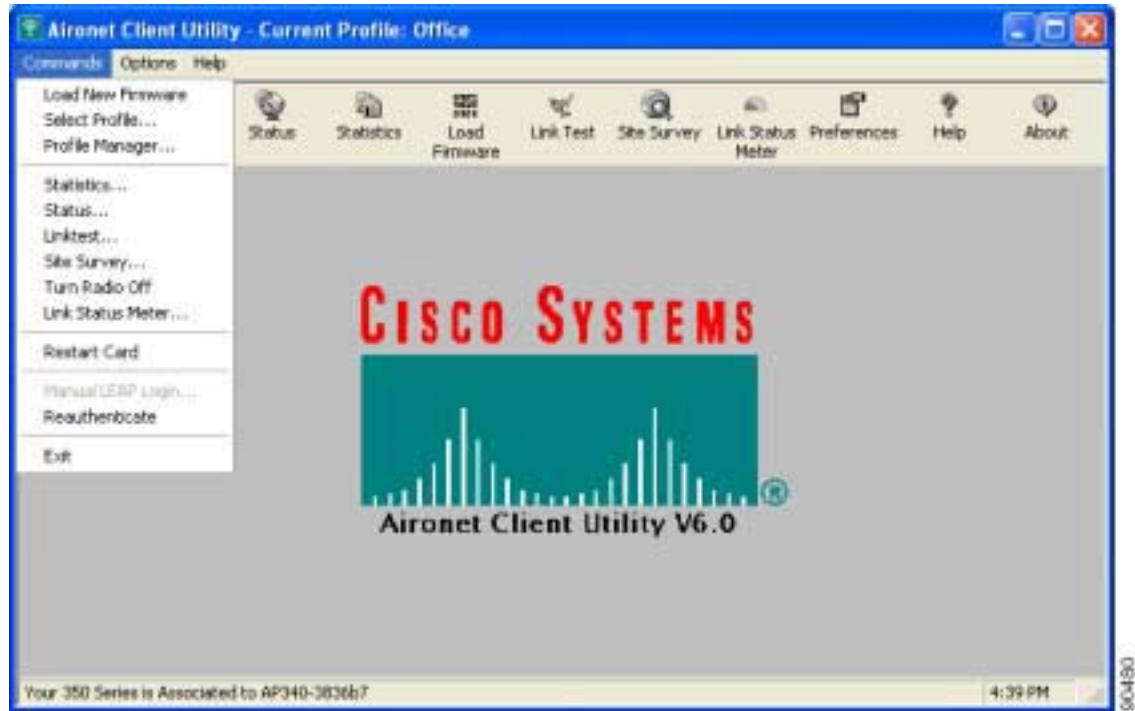 Aironet Client Utility - Current Profile: Office
Commands Options Help
Load New Firmware
Select Profile...
Profile Manager...
Statistics...
Status...
Linktest...
Site Survey...
Turn Radio Off
Link Status Meter...
Restart Card
Manual LEAP Login...
Reauthenticate
Exit
Status
Statistics
Load Firmware
Link Test
Site Survey
Link Status Meter
Preferences
Help
About
CISCO SYSTEMS
®
Aironet Client Utility V6.0
Your 350 Series is Associated to AP340-3836b7
4:39 PM
90480